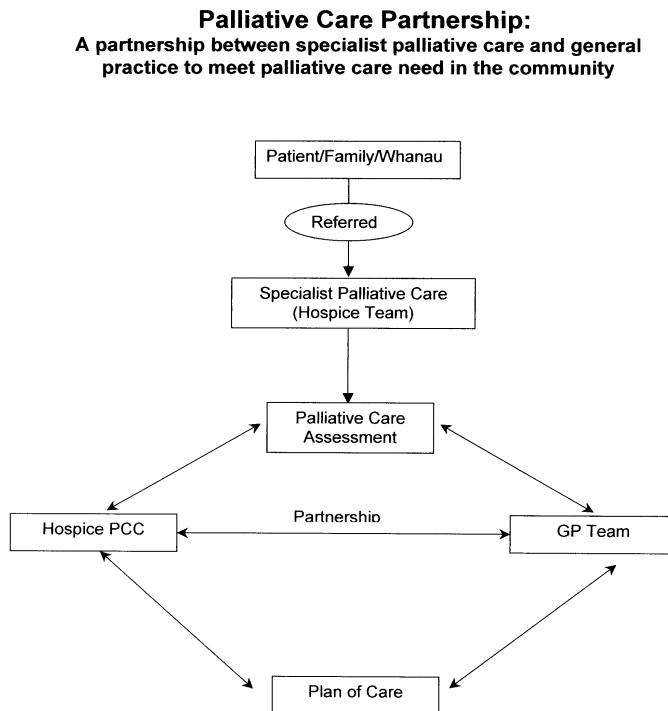 Palliative Care Partnership:
A partnership between specialist palliative care and general
practice to meet palliative care need in the community
Patient/Family/Whanau
Referred
Specialist Palliative Care
(Hospice Team)
Palliative Care
Assessment
Partnership
Hospice PCC
GP Team
Plan of Care